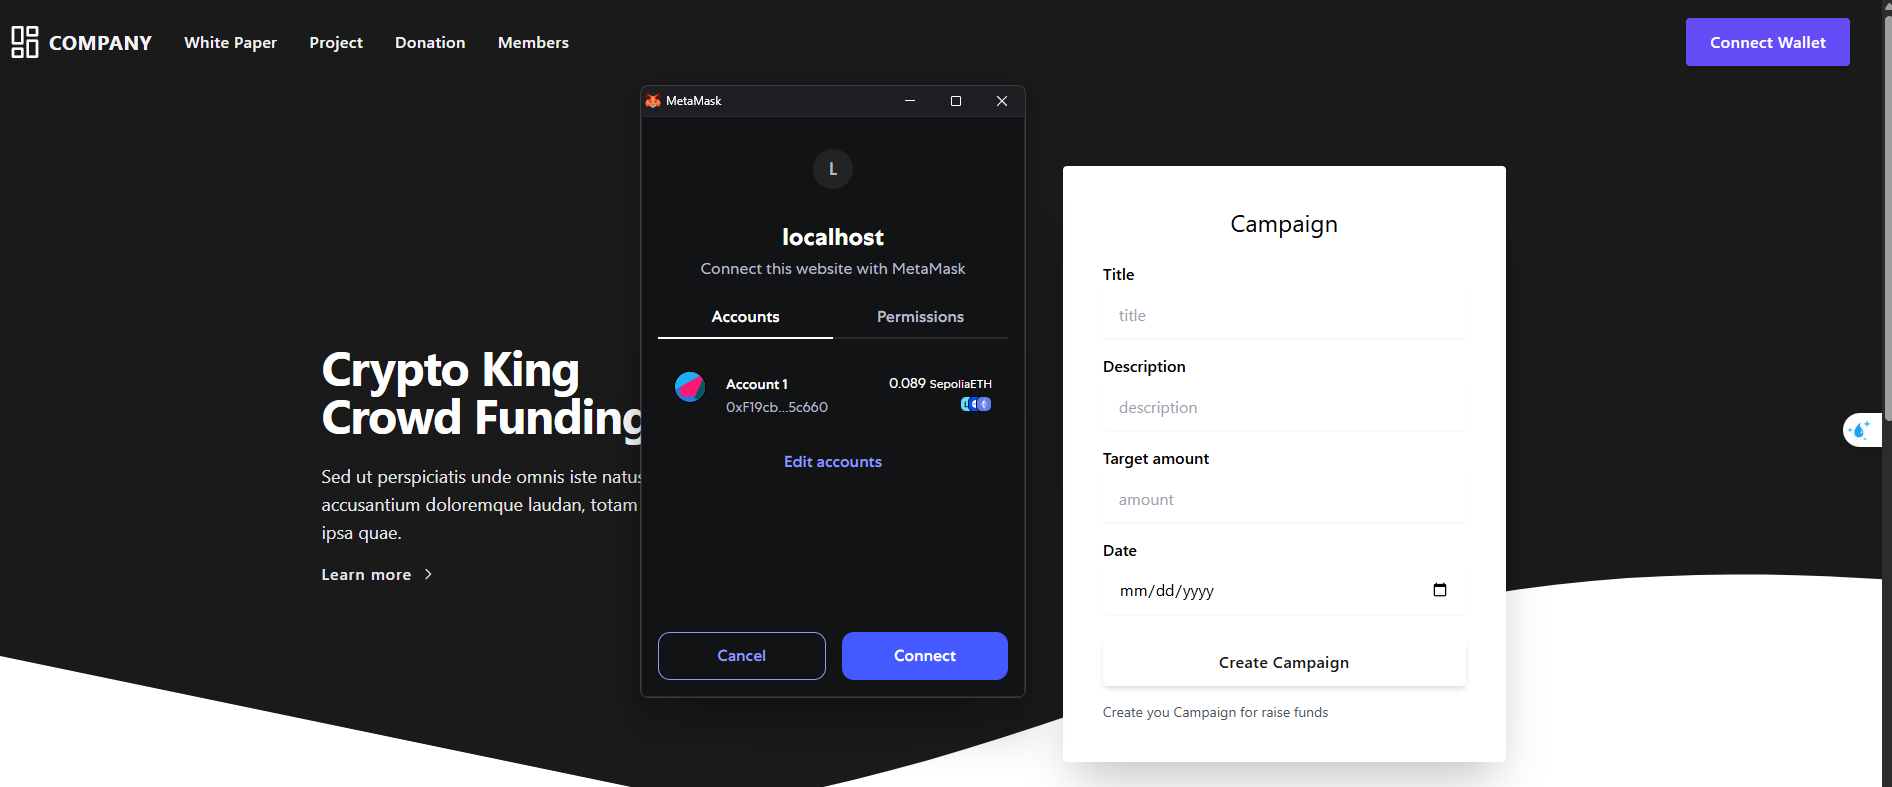 COMPANY White Paper Project Donation Members Connect Wallet
MetaMask
L
localhost
Connect this website with MetaMask
Accounts Permissions
Account 1 0.089 SepoliaETH
0xF19cb...5c660
Edit accounts
Cancel Connect
Crypto King
Crowd Funding
Sed ut perspiciatis unde omnis iste natus
accusantium doloremque laudan, totam
ipsa quae.
Learn more
Campaign
Title
title
Description
description
Target amount
amount
Date
mm/dd/yyyy
Create Campaign
Create you Campaign for raise funds